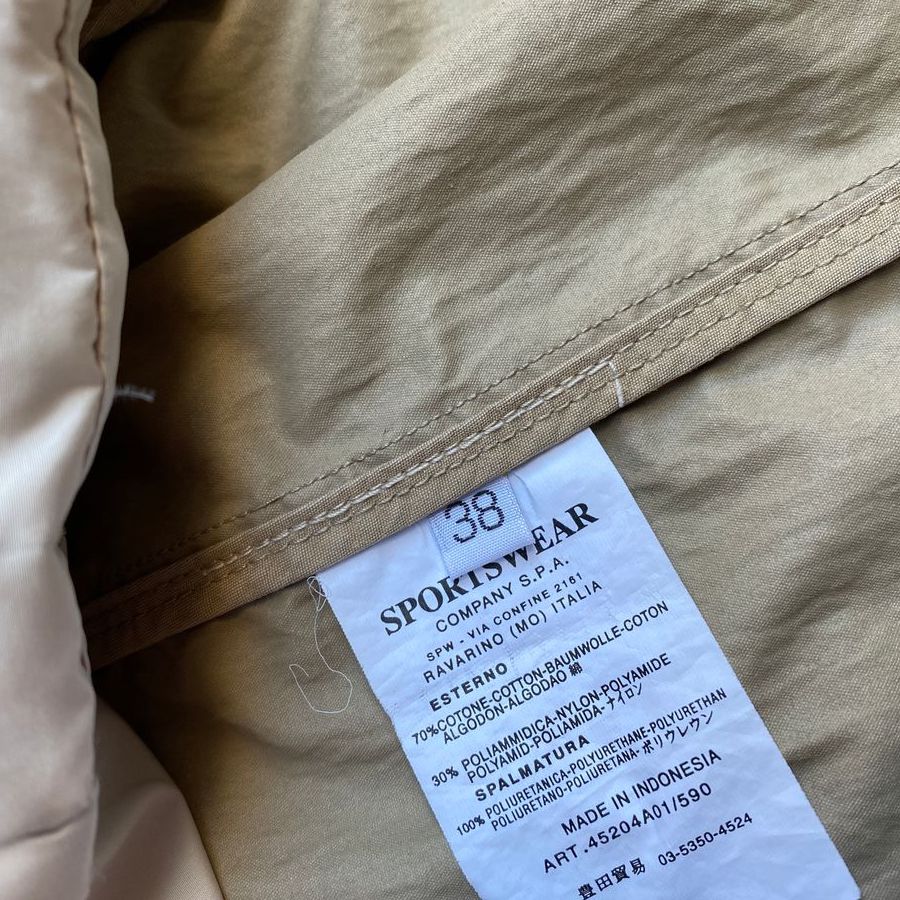 38
SPORTSWEAR
COMPANY S.P.A.
SPW - VIA CONFINE 2161
RAVARINO (MO) ITALIA
ESTERNO
70%COTONE-COTTON-BAUMWOLLE-COTON
ALGODON-ALGODAO 綿
30% POLIAMMIDICA-NYLON-POLYAMIDE
POLYAMID-POLIAMIDA-ナイロン
SPALMATURA
100% POLIURETANICA-POLYURETHANE-POLYURETHAN
POLIURETANO-POLIURETANA-ポリウレウン
MADE IN INDONESIA
ART.45204A01/590
豊田貿易 03-5350-4524